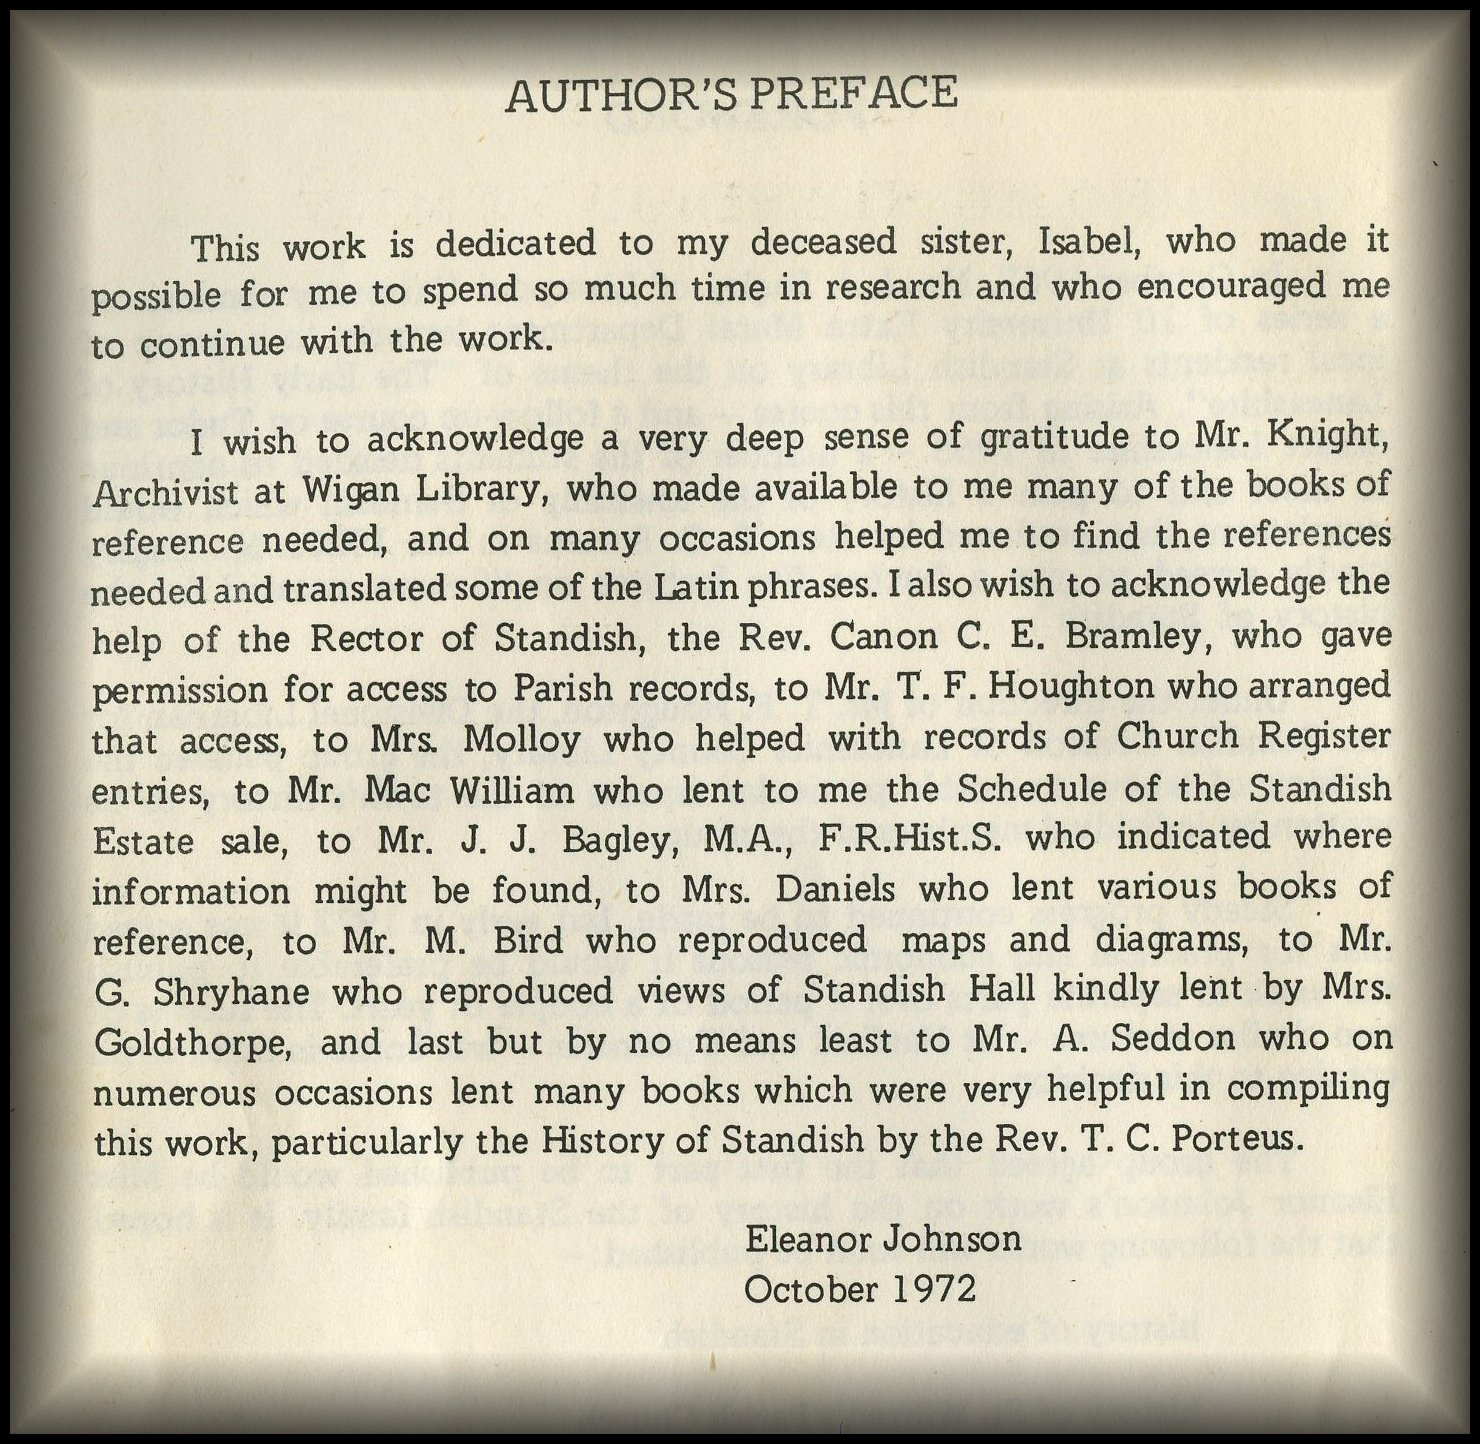 AUTHOR'S PREFACE
This work is dedicated to my deceased sister, Isabel, who made it
possible for me to spend so much time in research and who encouraged me
to continue with the work.
I wish to acknowledge a very deep sense of gratitude to Mr. Knight,
Archivist at Wigan Library, who made available to me many of the books of
reference needed, and on many occasions helped me to find the references
needed and translated some of the Latin phrases. I also wish to acknowledge the
help of the Rector of Standish, the Rev. Canon C. E. Bramley, who gave
permission for access to Parish records, to Mr. T. F. Houghton who arranged
that access, to Mrs. Molloy who helped with records of Church Register
entries, to Mr. Mac William who lent to me the Schedule of the Standish
Estate sale, to Mr. J. J. Bagley, M.A., F.R.Hist.S. who indicated where
information might be found, to Mrs. Daniels who lent various books of
reference, to Mr. M. Bird who reproduced maps and diagrams, to Mr.
G. Shryhane who reproduced views of Standish Hall kindly lent by Mrs.
Goldthorpe, and last but by no means least to Mr. A. Seddon who on
numerous occasions lent many books which were very helpful in compiling
this work, particularly the History of Standish by the Rev. T. C. Porteus.
Eleanor Johnson
October 1972